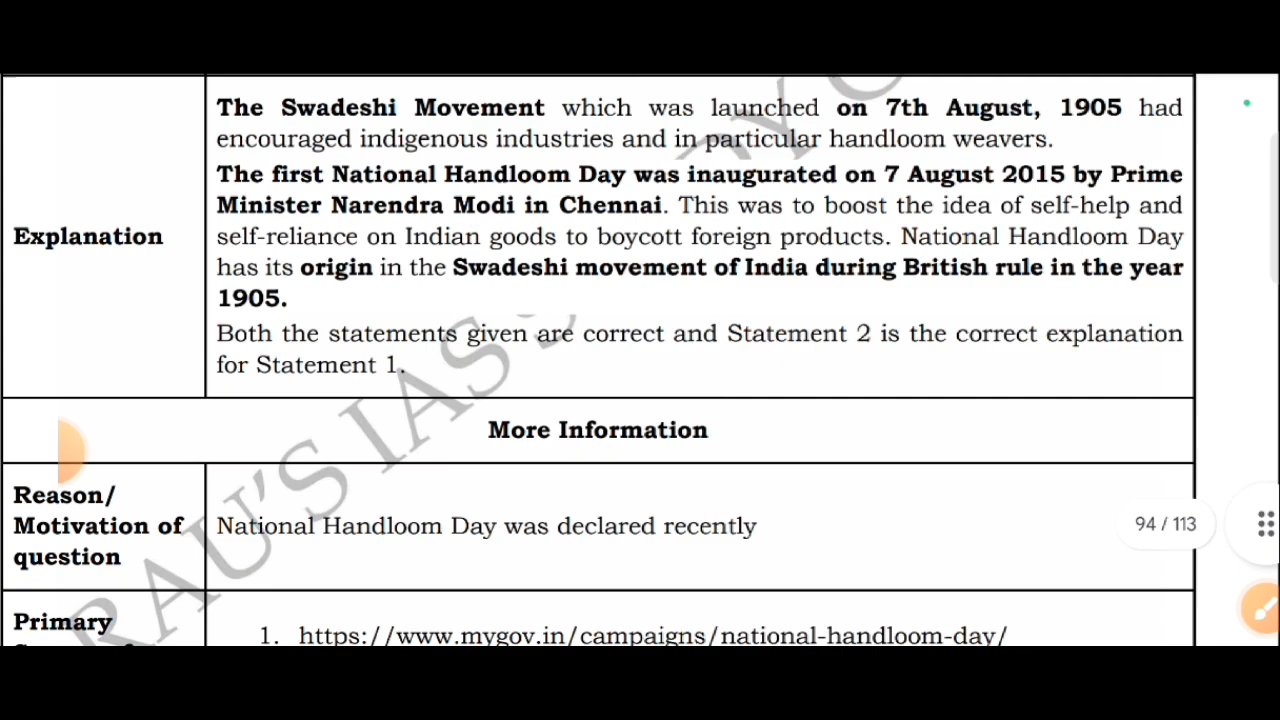 The Swadeshi Movement which was launched on 7th August, 1905 had
encouraged indigenous industries and in particular handloom weavers.
The first National Handloom Day was inaugurated on 7 August 2015 by Prime
Minister Narendra Modi in Chennai. This was to boost the idea of self-help and
Explanation
self-reliance on Indian goods to boycott foreign products. National Handloom Day
has its origin in the Swadeshi movement of India during British rule in the year
1905.
Both the statements given are correct and Statement 2 is the correct explanation
for Statement 1.
More Information
Reason/
Motivation of
question
National Handloom Day was declared recently
94 / 113
Primary
1. https://www.mygov.in/campaigns/national-handloom-day/
RAU'S IAS